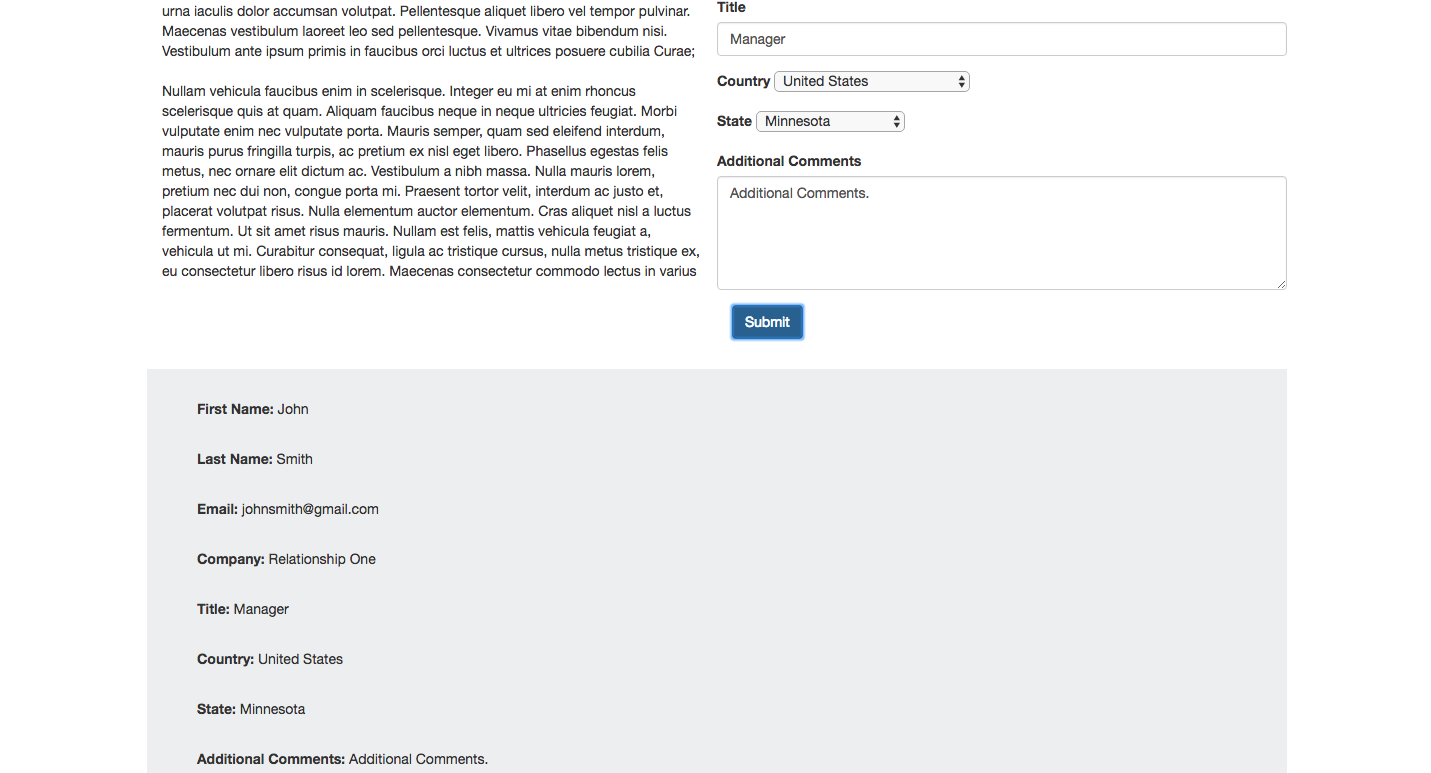 urna iaculis dolor accumsan volutpat. Pellentesque aliquet libero vel tempor pulvinar.
Maecenas vestibulum laoreet leo sed pellentesque. Vivamus vitae bibendum nisi.
Vestibulum ante ipsum primis in faucibus orci luctus et ultrices posuere cubilia Curae;
Nullam vehicula faucibus enim in scelerisque. Integer eu mi at enim rhoncus
scelerisque quis at quam. Aliquam faucibus neque in neque ultricies feugiat. Morbi
vulputate enim nec vulputate porta. Mauris semper, quam sed eleifend interdum,
mauris purus fringilla turpis, ac pretium ex nisl eget libero. Phasellus egestas felis
metus, nec ornare elit dictum ac. Vestibulum a nibh massa. Nulla mauris lorem,
pretium nec dui non, congue porta mi. Praesent tortor velit, interdum ac justo et,
placerat volutpat risus. Nulla elementum auctor elementum. Cras aliquet nisl a luctus
fermentum. Ut sit amet risus mauris. Nullam est felis, mattis vehicula feugiat a,
vehicula ut mi. Curabitur consequat, ligula ac tristique cursus, nulla metus tristique ex,
eu consectetur libero risus id lorem. Maecenas consectetur commodo lectus in varius
Title
Manager
Country United States
State Minnesota
Additional Comments
Additional Comments.
Submit
First Name: John
Last Name: Smith
Email: johnsmith@gmail.com
Company: Relationship One
Title: Manager
Country: United States
State: Minnesota
Additional Comments: Additional Comments.